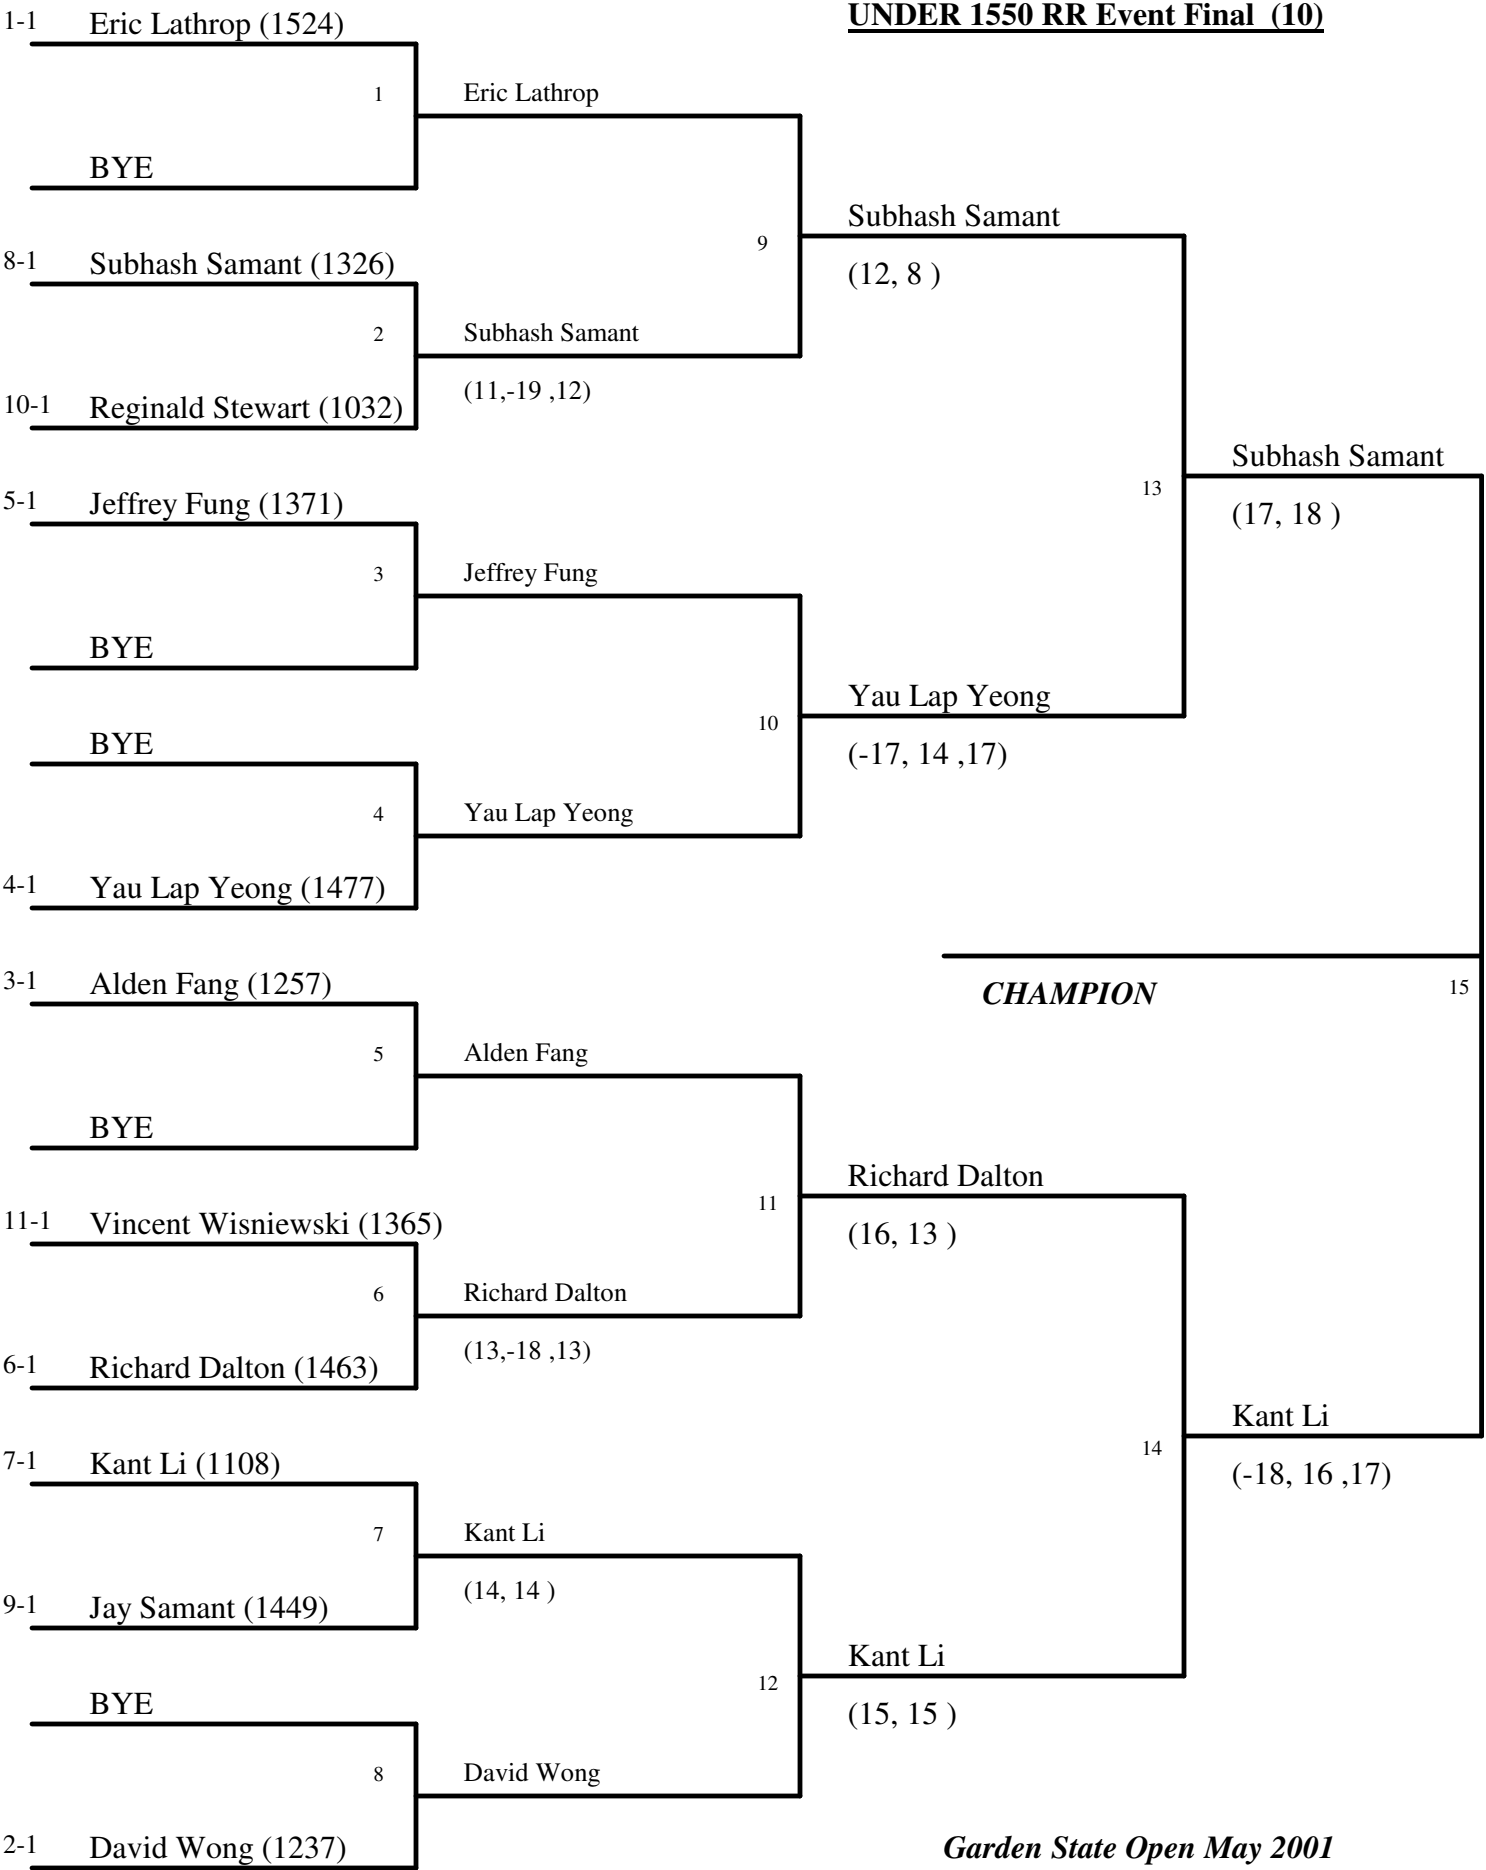 UNDER 1550 RR Event Final (10)
1-1 Eric Lathrop (1524)
1 Eric Lathrop
BYE
9 Subhash Samant
(12, 8 )
8-1 Subhash Samant (1326)
2 Subhash Samant
(11,-19 ,12)
10-1 Reginald Stewart (1032)
13 Subhash Samant
(17, 18 )
5-1 Jeffrey Fung (1371)
3 Jeffrey Fung
BYE
10 Yau Lap Yeong
(-17, 14 ,17)
BYE
4 Yau Lap Yeong
4-1 Yau Lap Yeong (1477)
CHAMPION 15
3-1 Alden Fang (1257)
5 Alden Fang
BYE
11 Richard Dalton
(16, 13 )
11-1 Vincent Wisniewski (1365)
6 Richard Dalton
(13,-18 ,13)
6-1 Richard Dalton (1463)
14 Kant Li
(-18, 16 ,17)
7-1 Kant Li (1108)
7 Kant Li
(14, 14 )
9-1 Jay Samant (1449)
12 Kant Li
(15, 15 )
BYE
8 David Wong
2-1 David Wong (1237)
Garden State Open May 2001